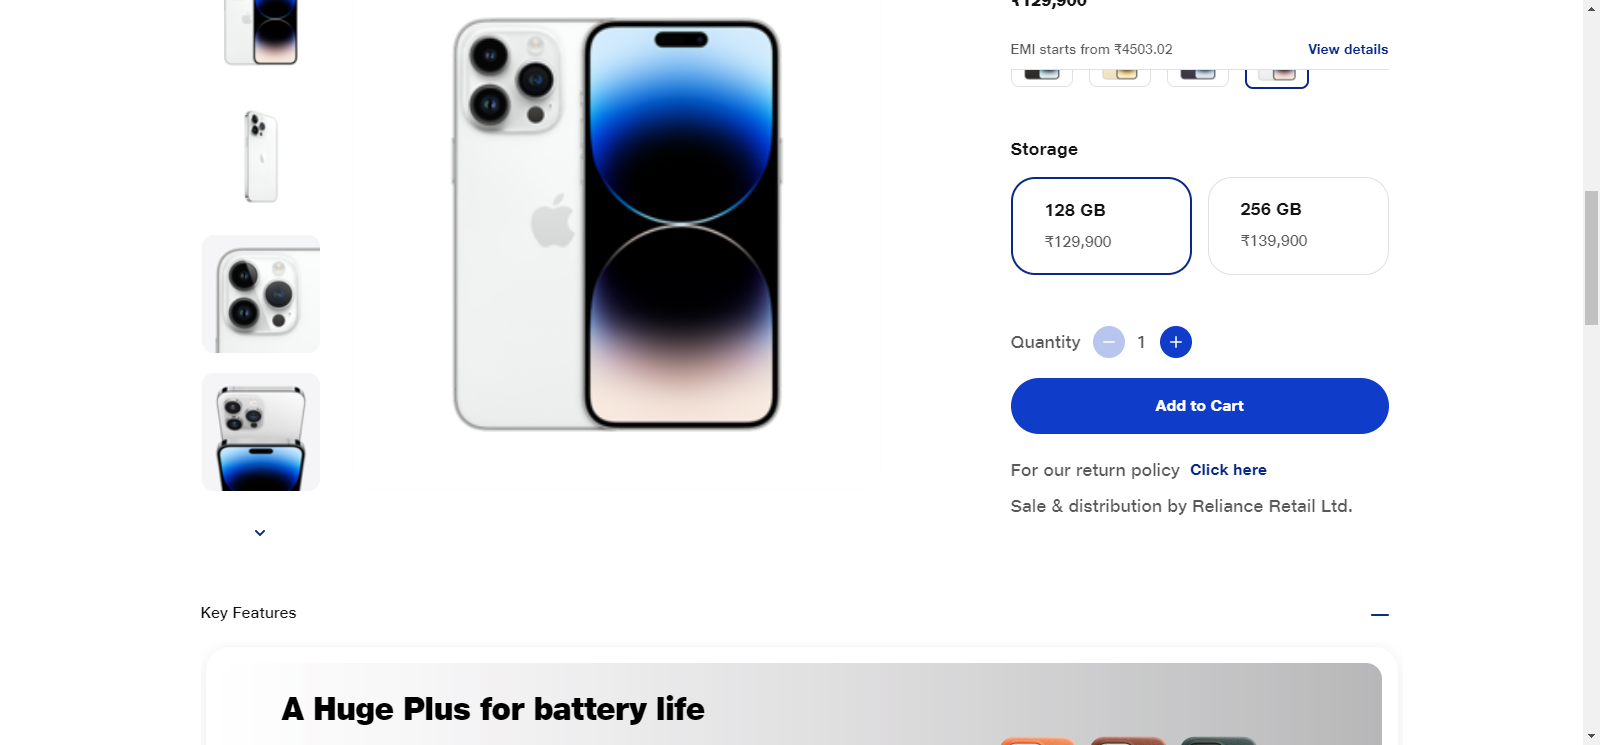 ₹129,900
EMI starts from ₹4503.02
View details
Storage
128 GB
₹129,900
256 GB
₹139,900
Quantity
1
Add to Cart
For our return policy Click here
Sale & distribution by Reliance Retail Ltd.
Key Features
A Huge Plus for battery life